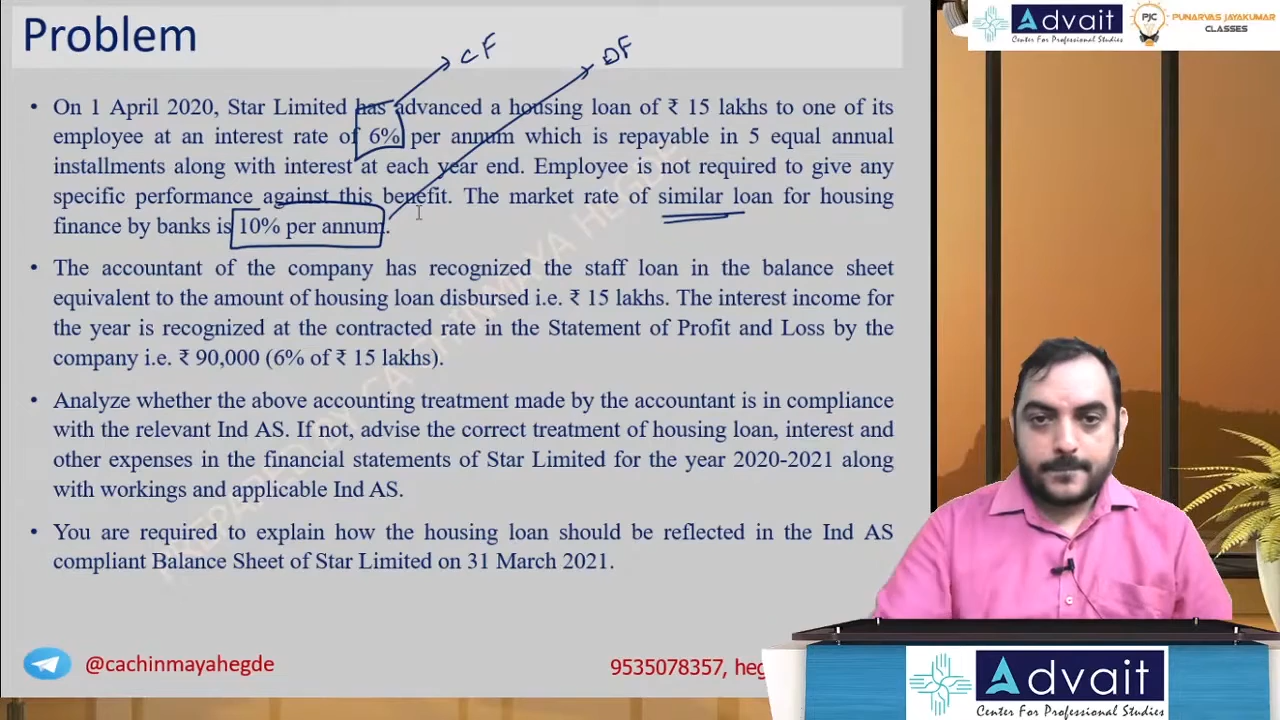 Problem
CF
DF
• On 1 April 2020, Star Limited has advanced a housing loan of ₹ 15 lakhs to one of its
employee at an interest rate of 6% per annum which is repayable in 5 equal annual
installments along with interest at each year end. Employee is not required to give any
specific performance against this benefit. The market rate of similar loan for housing
finance by banks is 10% per annum.
• The accountant of the company has recognized the staff loan in the balance sheet
equivalent to the amount of housing loan disbursed i.e. ₹ 15 lakhs. The interest income for
the year is recognized at the contracted rate in the Statement of Profit and Loss by the
company i.e. ₹ 90,000 (6% of ₹ 15 lakhs).
• Analyze whether the above accounting treatment made by the accountant is in compliance
with the relevant Ind AS. If not, advise the correct treatment of housing loan, interest and
other expenses in the financial statements of Star Limited for the year 2020-2021 along
with workings and applicable Ind AS.
• You are required to explain how the housing loan should be reflected in the Ind AS
compliant Balance Sheet of Star Limited on 31 March 2021.
@cachinmayahegde
9535078357, heg
Advait
Center For Professional Studies
PJC
PUNARVAS JAYAKUMAR
CLASSES
Advait
Center For Professional Studies
PREPARED BY CA CHINMAYA HEGDE